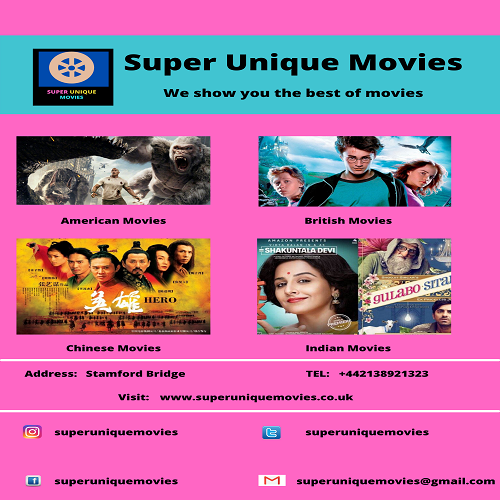 Super Unique Movies
SUPER UNIQUE
MOVIES
We show you the best of movies
American Movies
British Movies
英雄 HERO
AMAZON PRESENTS
SHAKUNTALA DEVI
GULABO SITA
Chinese Movies
Indian Movies
Address: Stamford Bridge
TEL: +442138921323
Visit: www.superuniquemovies.co.uk
superuniquemovies
superuniquemovies
superuniquemovies
superuniquemovies@gmail.com